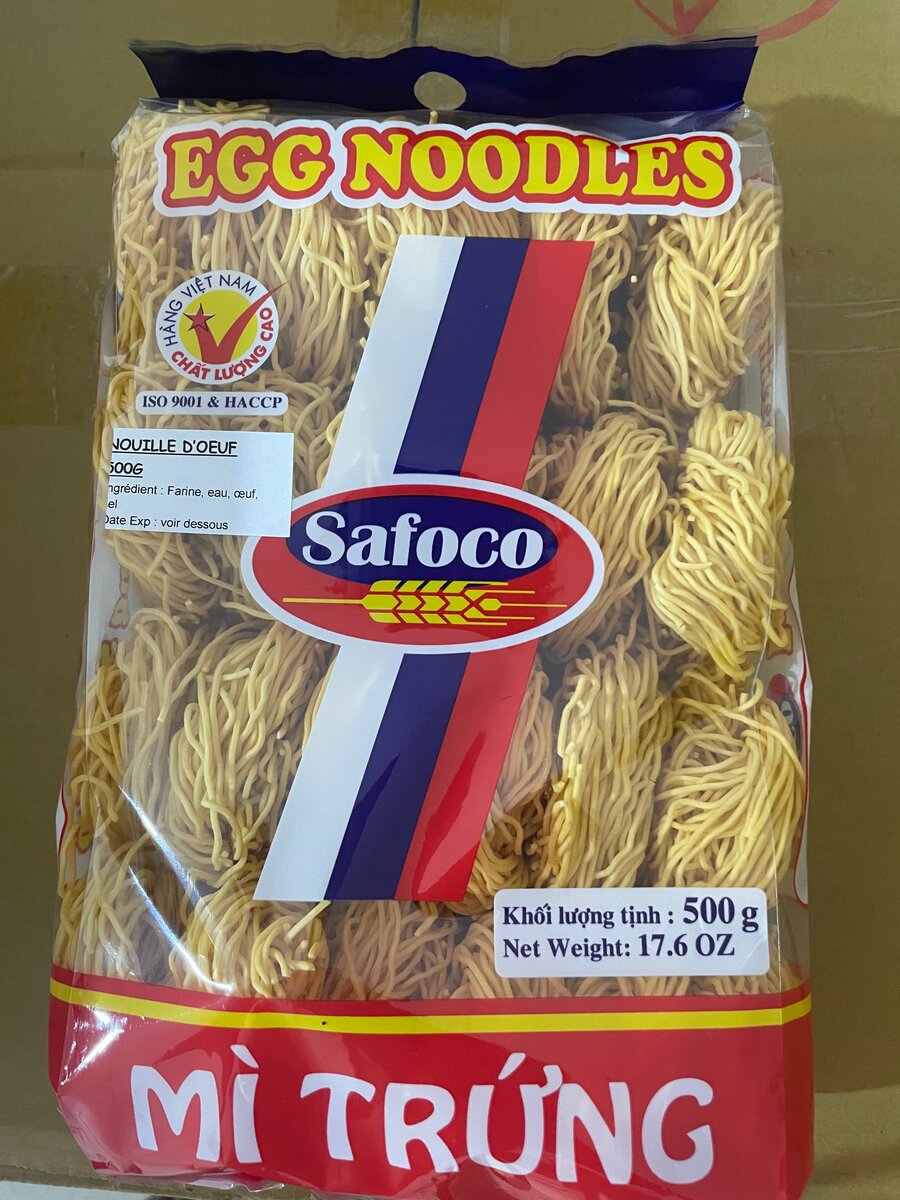 EGG NOODLES
HÀNG VIỆT NAM
CHẤT LƯỢNG CAO
ISO 9001 & HACCP
NOUILLE D'OEUF
500G
ngrédient : Farine, eau, œuf,
el
Date Exp : voir dessous
Safoco
Khối lượng tịnh : 500 g
Net Weight: 17.6 OZ
MÌ TRỨNG